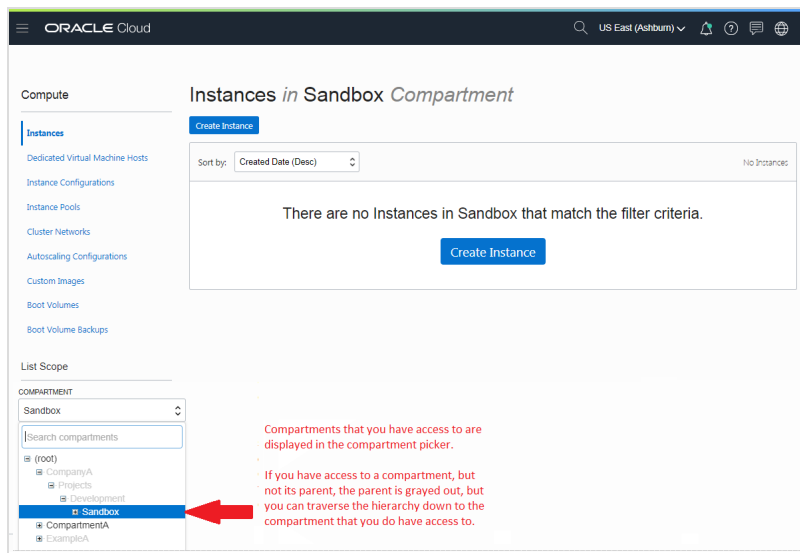 ORACLE Cloud
US East (Ashburn)
Compute
Instances
Dedicated Virtual Machine Hosts
Instance Configurations
Instance Pools
Cluster Networks
Autoscaling Configurations
Custom Images
Boot Volumes
Boot Volume Backups
List Scope
COMPARTMENT
Sandbox
Search compartments
(root)
CompanyA
Projects
Development
Sandbox
CompartmentA
ExampleA
Instances in Sandbox Compartment
Create Instance
Sort by: Created Date (Desc)
No Instances
There are no Instances in Sandbox that match the filter criteria.
Create Instance
Compartments that you have access to are
displayed in the compartment picker.
If you have access to a compartment, but
not its parent, the parent is grayed out, but
you can traverse the hierarchy down to the
compartment that you do have access to.